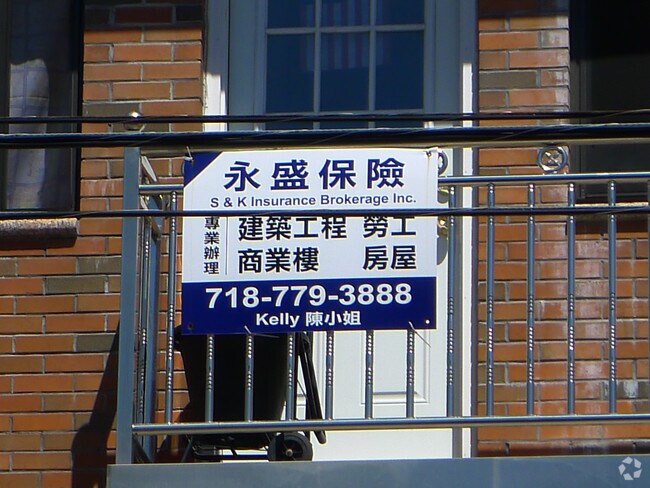 永盛保險
S & K Insurance Brokerage Inc.
專業辦理
建築工程 勞工
商業樓 房屋
718-779-3888
Kelly 陳小姐